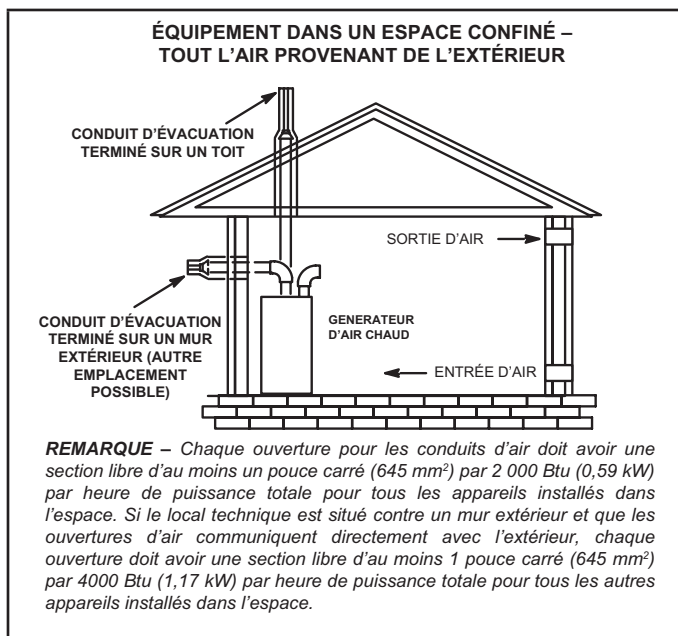 ÉQUIPEMENT DANS UN ESPACE CONFINÉ –
TOUT L’AIR PROVENANT DE L’EXTÉRIEUR
CONDUIT D’ÉVACUATION
TERMINÉ SUR UN TOIT
SORTIE D’AIR
CONDUIT D’ÉVACUATION
TERMINÉ SUR UN MUR
EXTÉRIEUR (AUTRE
EMPLACEMENT
POSSIBLE)
GENERATEUR
D’AIR CHAUD
ENTRÉE D’AIR
REMARQUE – Chaque ouverture pour les conduits d’air doit avoir une
section libre d’au moins un pouce carré (645 mm²) par 2 000 Btu (0,59 kW)
par heure de puissance totale pour tous les appareils installés dans
l’espace. Si le local technique est situé contre un mur extérieur et que les
ouvertures d’air communiquent directement avec l’extérieur, chaque
ouverture doit avoir une section libre d’au moins 1 pouce carré (645 mm²)
par 4000 Btu (1,17 kW) par heure de puissance totale pour tous les autres
appareils installés dans l’espace.